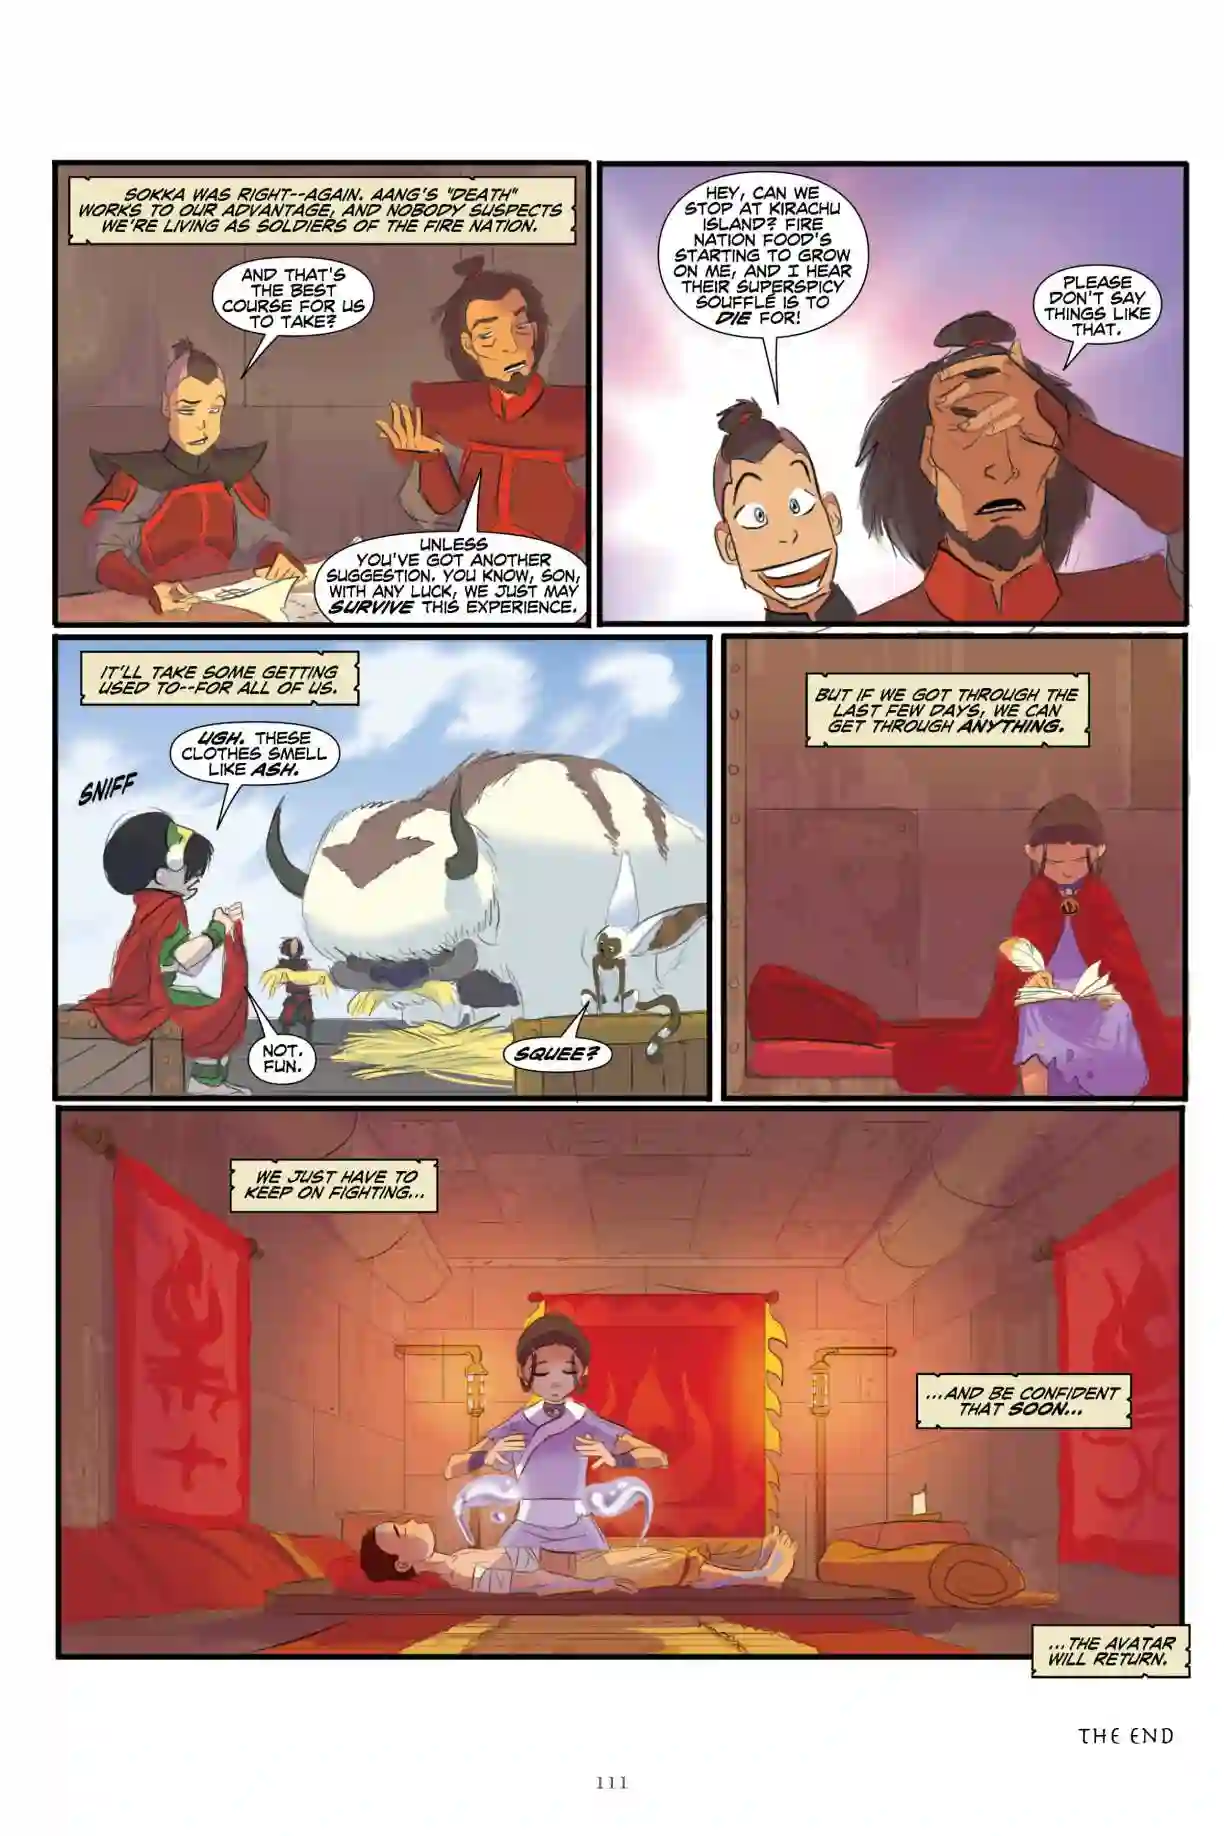 SOKKA WAS RIGHT--AGAIN. AANG'S "DEATH"
WORKS TO OUR ADVANTAGE, AND NOBODY SUSPECTS
WE'RE LIVING AS SOLDIERS OF THE FIRE NATION.
AND THAT'S
THE BEST
COURSE FOR US
TO TAKE?
UNLESS
YOU'VE GOT ANOTHER
SUGGESTION. YOU KNOW, SON,
WITH ANY LUCK, WE JUST MAY
SURVIVE THIS EXPERIENCE.
HEY, CAN WE
STOP AT KIRACHU
ISLAND? FIRE
NATION FOOD'S
STARTING TO GROW
ON ME, AND I HEAR
THEIR SUPERSPICY
SOUFFLÉ IS TO
DIE FOR!
PLEASE
DON'T SAY
THINGS LIKE
THAT.
IT'LL TAKE SOME GETTING
USED TO--FOR ALL OF US.
UGH. THESE
CLOTHES SMELL
LIKE ASH.
SNIFF
NOT.
FUN.
SQUEE?
BUT IF WE GOT THROUGH THE
LAST FEW DAYS, WE CAN
GET THROUGH ANYTHING.
WE JUST HAVE TO
KEEP ON FIGHTING...
...AND BE CONFIDENT
THAT SOON...
...THE AVATAR
WILL RETURN.
THE END
111